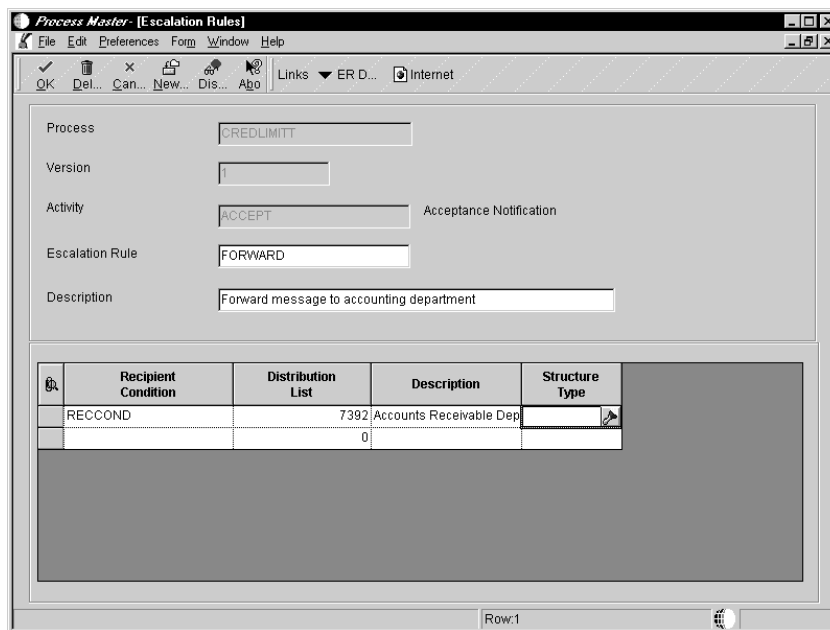 Process Master - [Escalation Rules]
File Edit Preferences Form Window Help
OK Del... Can... New... Dis... Abo Links ER D... Internet
Process CREDLIMITT
Version 1
Activity ACCEPT Acceptance Notification
Escalation Rule FORWARD
Description Forward message to accounting department
Recipient Condition Distribution List Description Structure Type
RECCOND 7392 Accounts Receivable Dep
0
Row:1